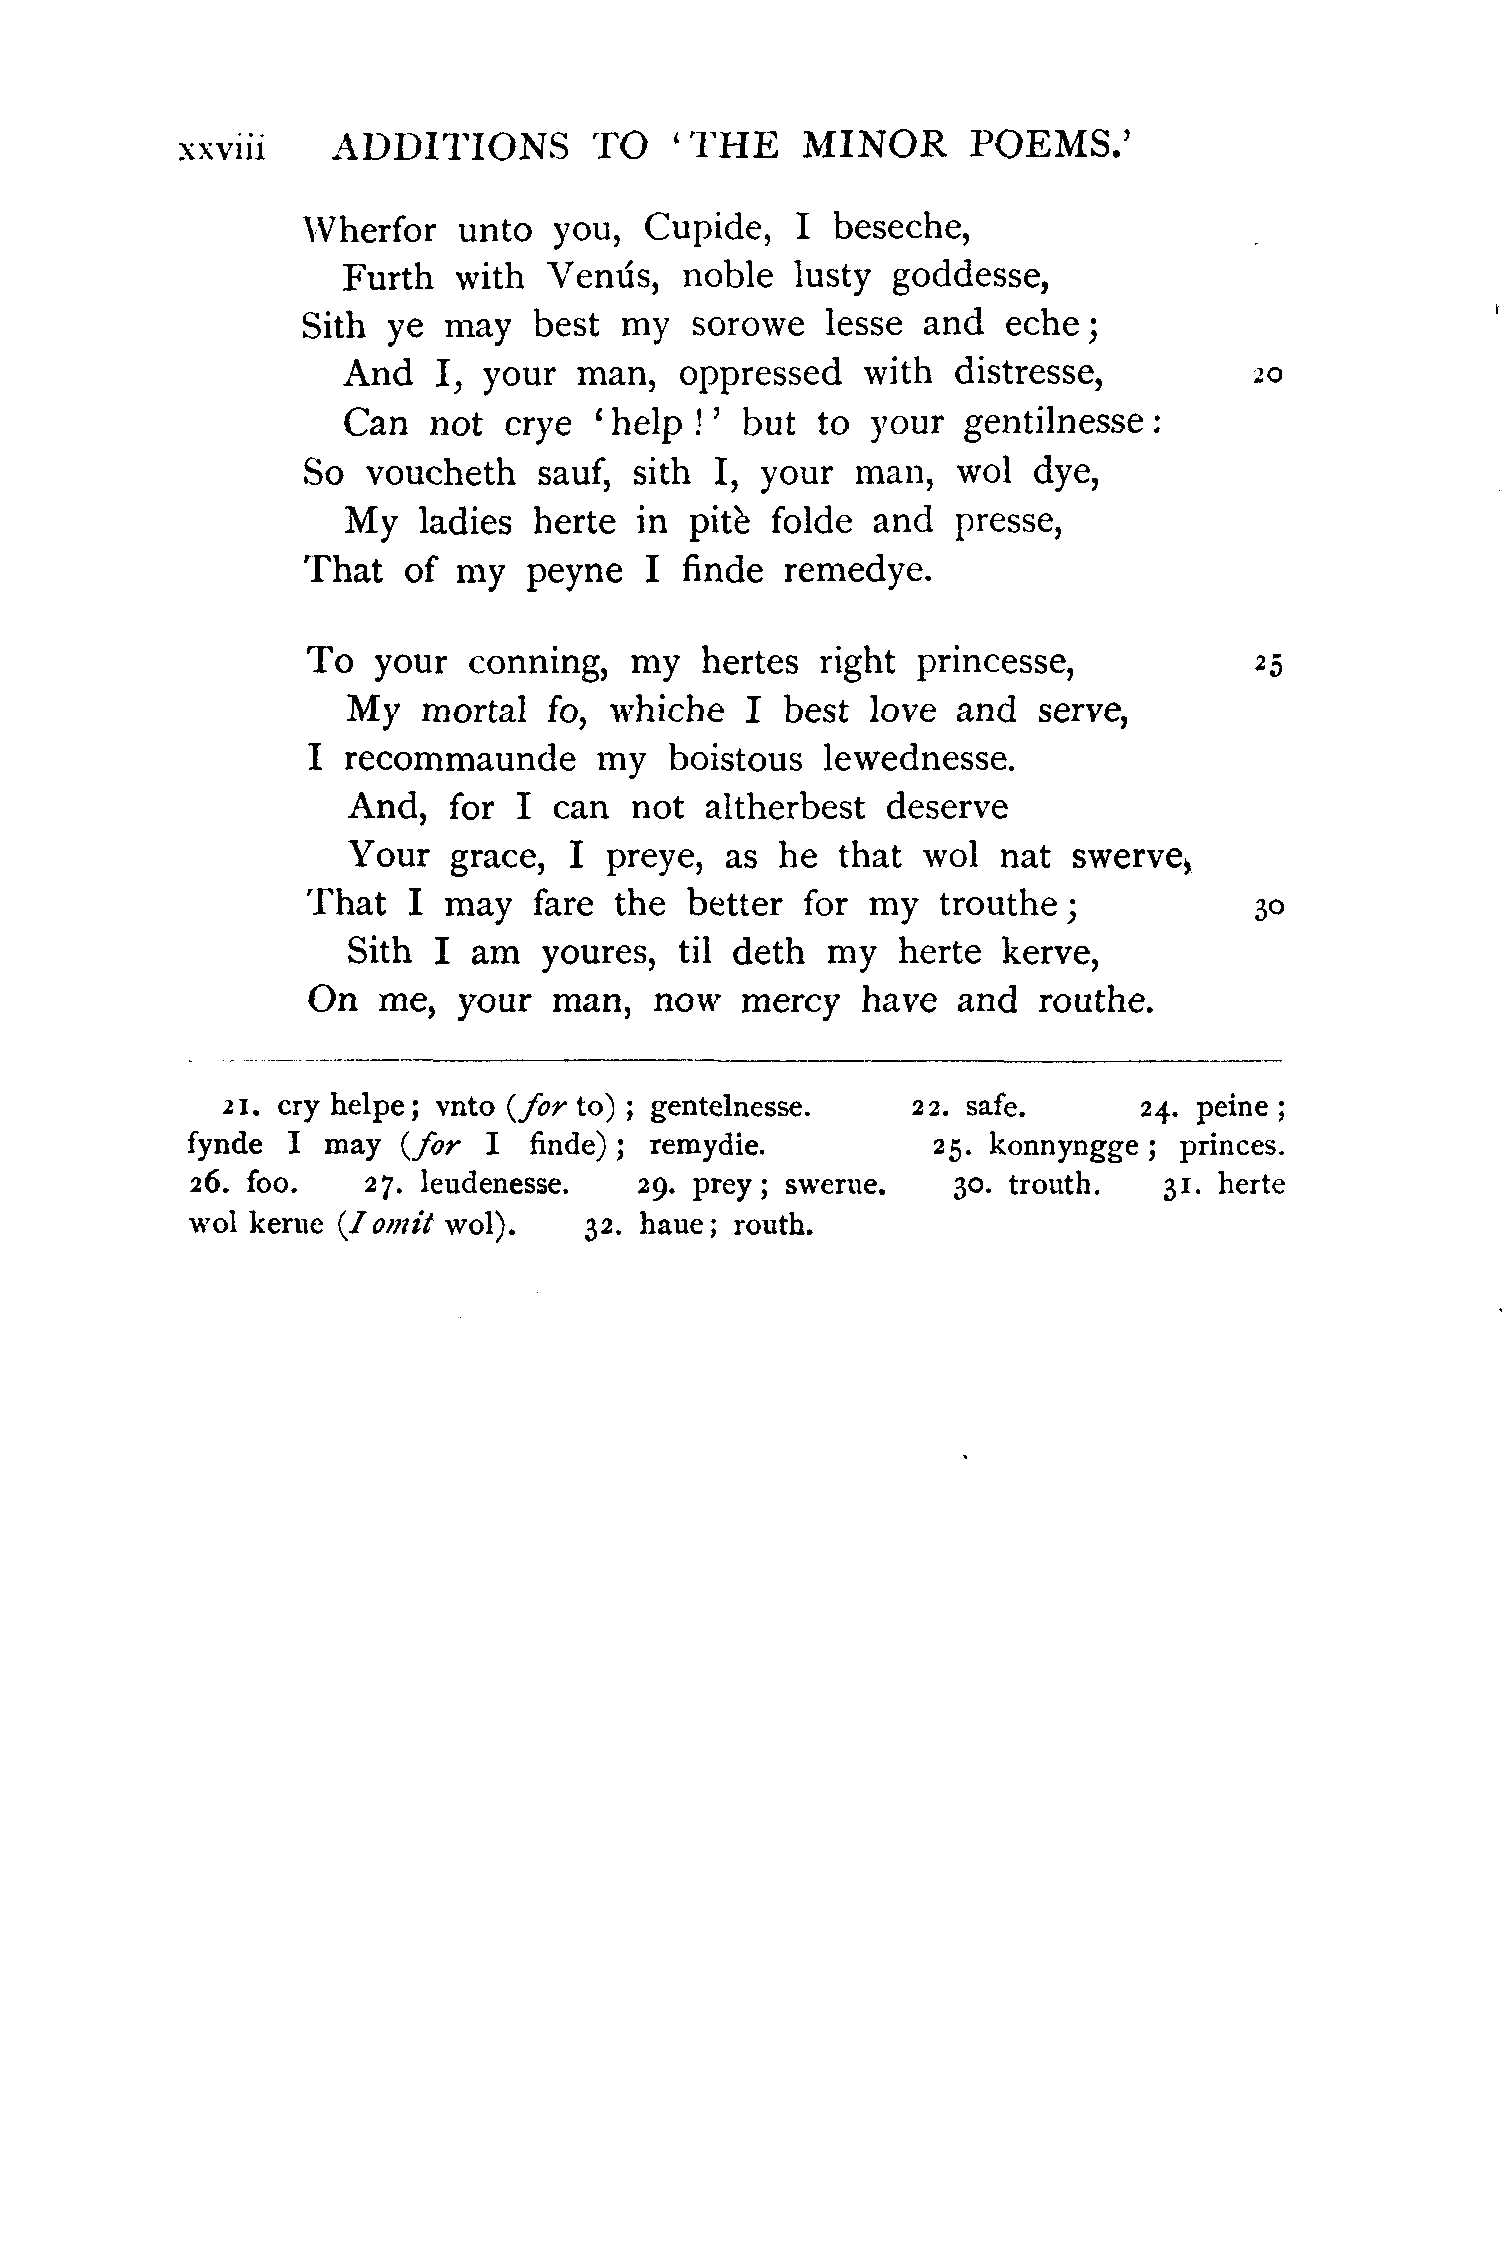 xxviii ADDITIONS TO ‘THE MINOR POEMS.’
Wherfor unto you, Cupide, I beseche,
Furth with Venús, noble lusty goddesse,
Sith ye may best my sorowe lesse and eche;
And I, your man, oppressed with distresse, 20
Can not crye ‘help!’ but to your gentilnesse:
So voucheth sauf, sith I, your man, wol dye,
My ladies herte in pitè folde and presse,
That of my peyne I finde remedye.
To your conning, my hertes right princesse, 25
My mortal fo, whiche I best love and serve,
I recommaunde my boistous lewednesse.
And, for I can not altherbest deserve
Your grace, I preye, as he that wol nat swerve,
That I may fare the better for my trouthe; 30
Sith I am youres, til deth my herte kerve,
On me, your man, now mercy have and routhe.
21. cry helpe; vnto (for to); gentelnesse. 22. safe. 24. peine;
fynde I may (for I finde); remydie. 25. konnyngge; princes.
26. foo. 27. leudenesse. 29. prey; swerue. 30. trouth. 31. herte
wol kerue (I omit wol). 32. haue; routh.